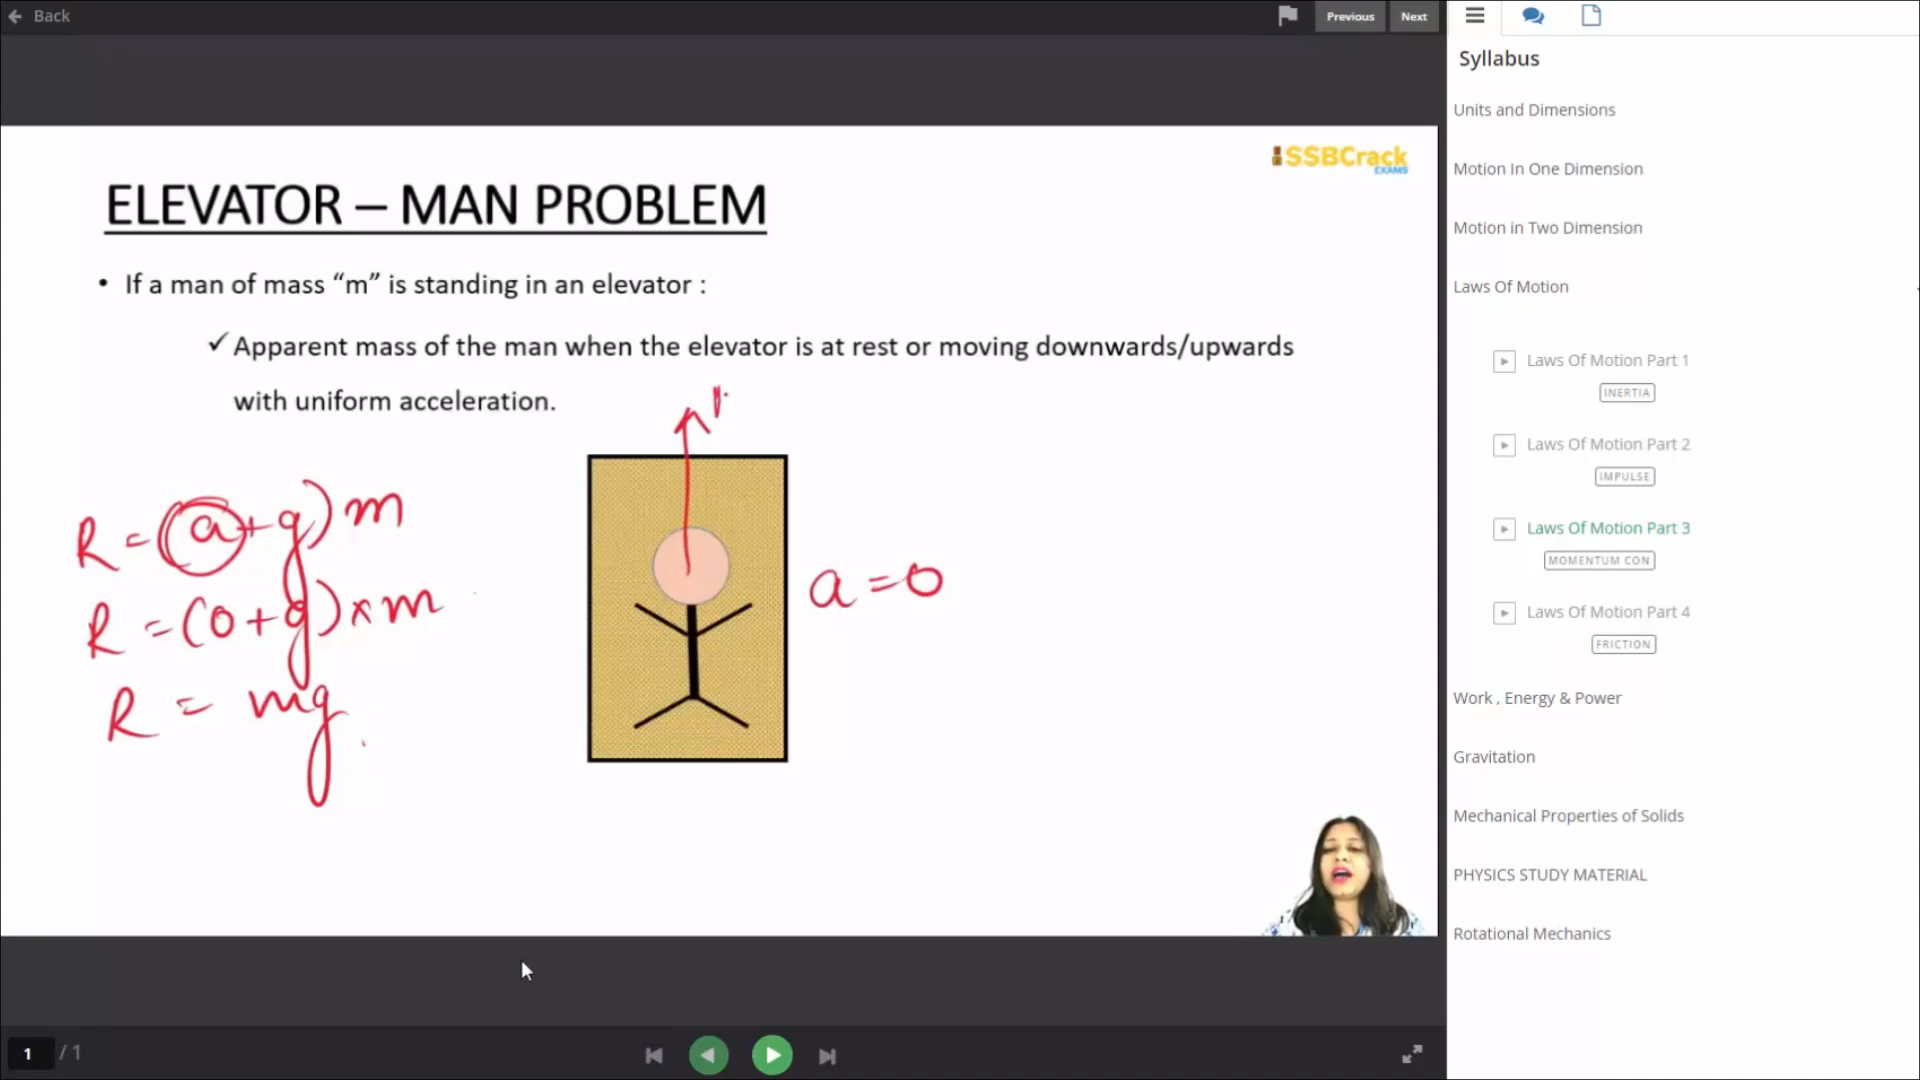 Back
Previous
Next
SSBCrack
EXAMS
ELEVATOR – MAN PROBLEM
• If a man of mass “m” is standing in an elevator :
✓ Apparent mass of the man when the elevator is at rest or moving downwards/upwards
with uniform acceleration.
R = (a+g)m
R = (0+g)×m
R = mg
a=0
1 / 1
Syllabus
Units and Dimensions
Motion In One Dimension
Motion in Two Dimension
Laws Of Motion
Laws Of Motion Part 1
INERTIA
Laws Of Motion Part 2
IMPULSE
Laws Of Motion Part 3
MOMENTUM CON
Laws Of Motion Part 4
FRICTION
Work , Energy & Power
Gravitation
Mechanical Properties of Solids
PHYSICS STUDY MATERIAL
Rotational Mechanics